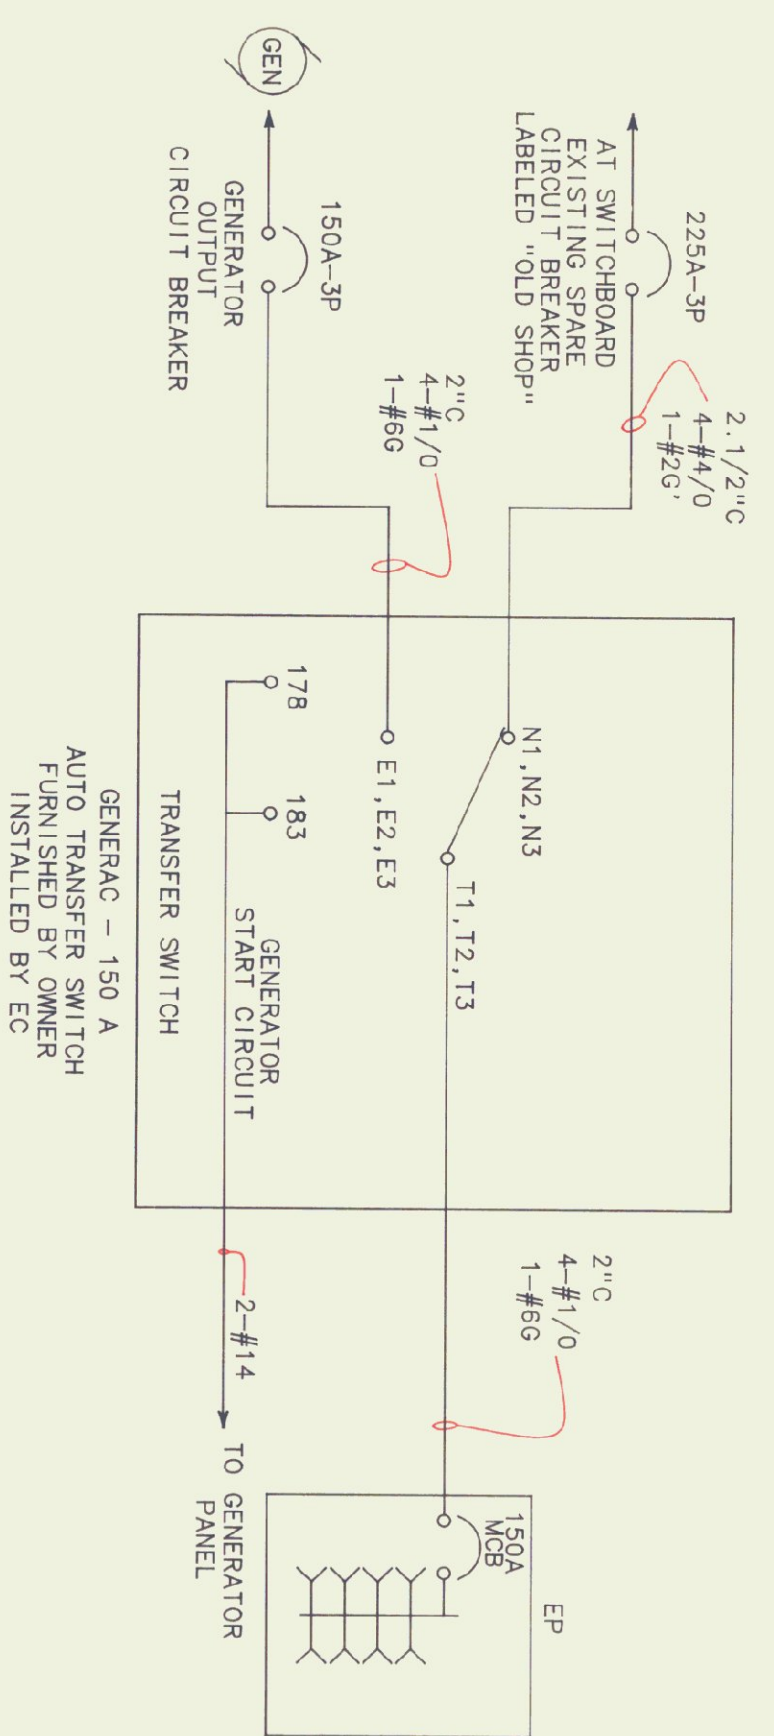 225A-3P
AT SWITCHBOARD
EXISTING SPARE
CIRCUIT BREAKER
LABELED "OLD SHOP"
2.1/2"C
4-#4/0
1-#2G'
GEN
150A-3P
GENERATOR
OUTPUT
CIRCUIT BREAKER
2"C
4-#1/0
1-#6G
N1,N2,N3
T1,T2,T3
E1,E2,E3
178
183
GENERATOR
START CIRCUIT
TRANSFER SWITCH
GENERAC - 150 A
AUTO TRANSFER SWITCH
FURNISHED BY OWNER
INSTALLED BY EC
2"C
4-#1/0
1-#6G
2-#14
TO GENERATOR
PANEL
EP
150A
MCB